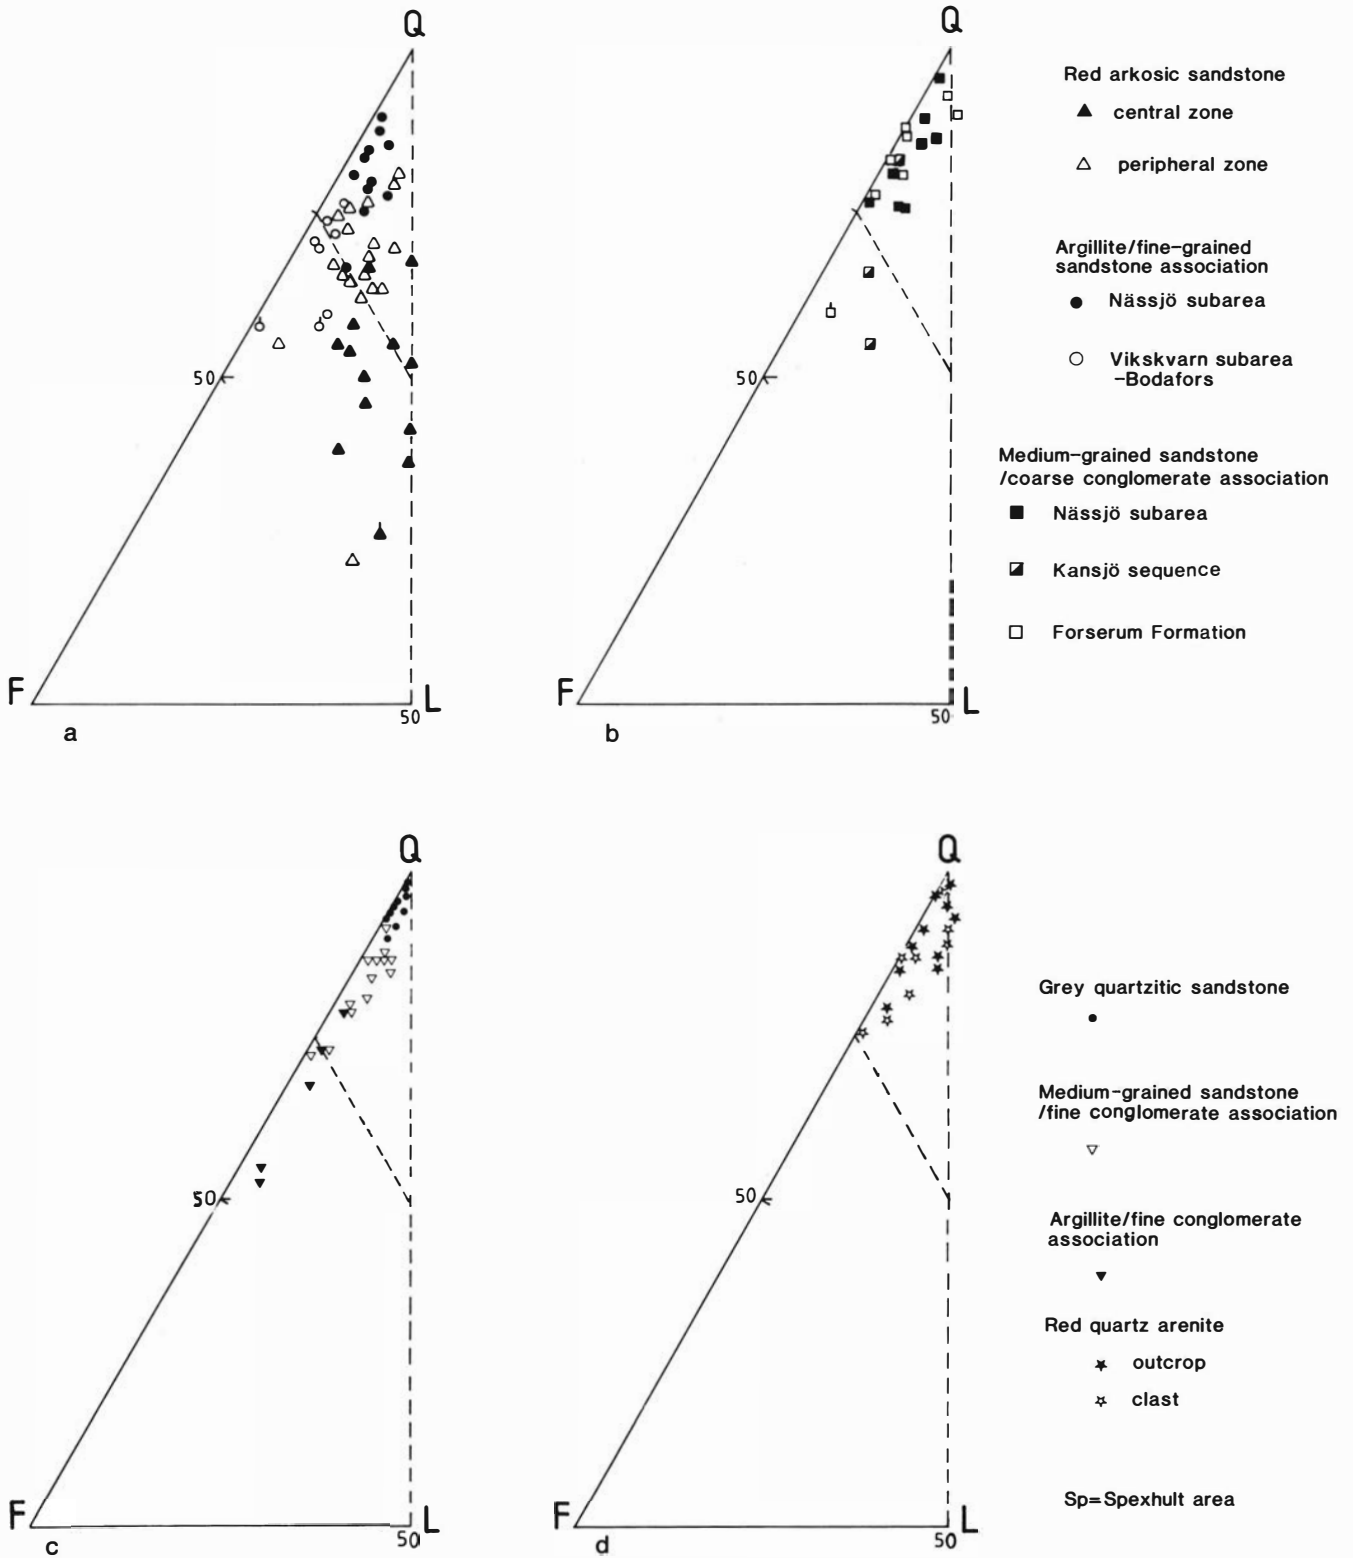 Q
50
F
L
50
a
Q
50
F
L
50
b
Red arkosic sandstone
central zone
peripheral zone
Argillite/fine-grained
sandstone association
Nässjö subarea
Vikskvarn subarea
-Bodafors
Medium-grained sandstone
/coarse conglomerate association
Nässjö subarea
Kansjö sequence
Forserum Formation
Q
50
F
L
50
c
Q
50
F
L
50
d
Grey quartzitic sandstone
Medium-grained sandstone
/fine conglomerate association
Argillite/fine conglomerate
association
Red quartz arenite
outcrop
clast
Sp=Spexhult area